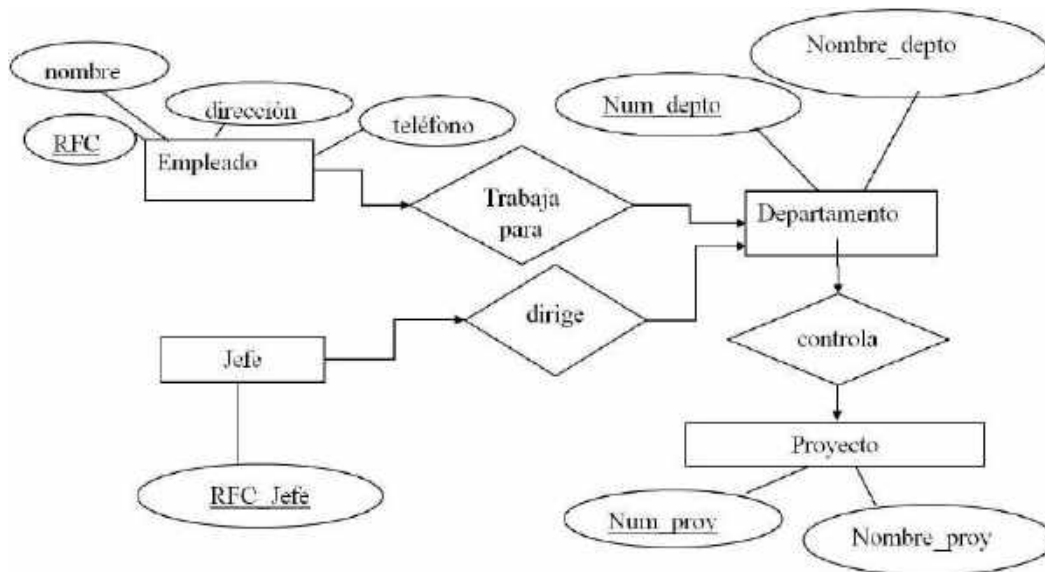 Nombre_depto
nombre
dirección
Num_depto
teléfono
RFC
Empleado
Trabaja
para
Departamento
dirige
controla
Jefe
Proyecto
RFC_Jefe
Num_proy
Nombre_proy